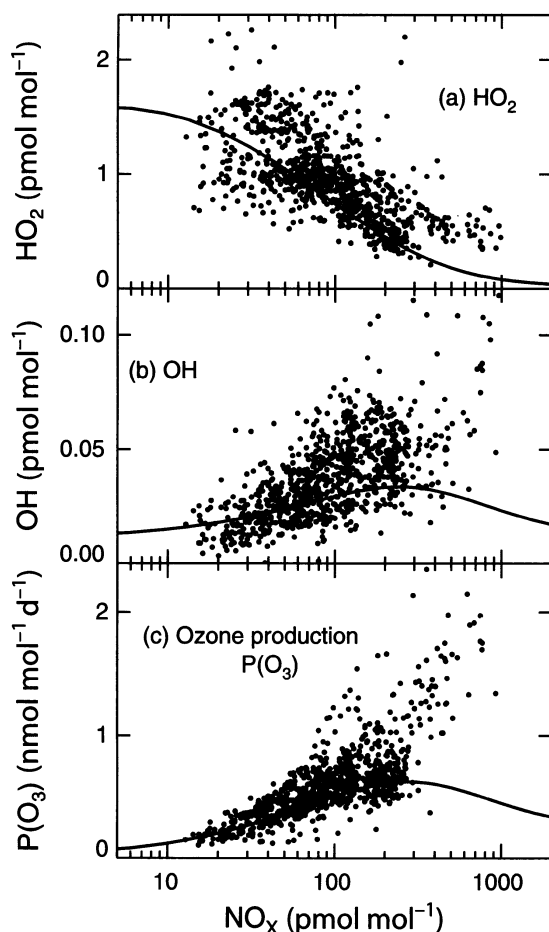 2
(a) HO₂
1
HO₂ (pmol mol⁻¹)
0
0.10
(b) OH
0.05
OH (pmol mol⁻¹)
0.00
2
(c) Ozone production
P(O₃)
1
P(O₃) (nmol mol⁻¹ d⁻¹)
0
10 100 1000
NOₓ (pmol mol⁻¹)